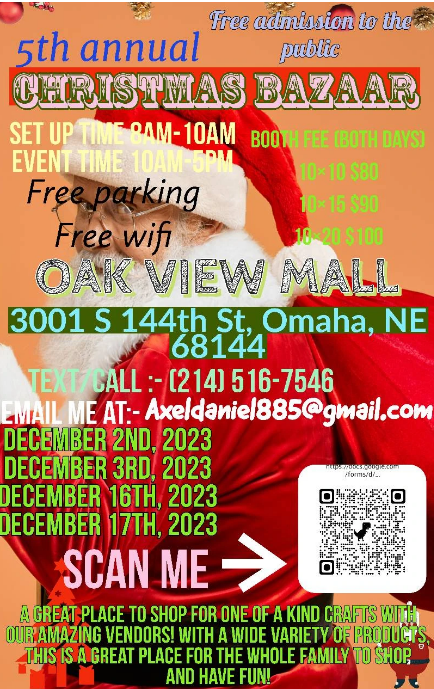 Free admission to the
public
5th annual
CHRISTMAS BAZAAR
SET UP TIME 8AM-10AM
EVENT TIME 10AM-5PM
BOOTH FEE (BOTH DAYS)
10×10 $80
10×15 $90
10×20 $100
Free parking
Free wifi
OAK VIEW MALL
3001 S 144th St, Omaha, NE
68144
TEXT/CALL :- (214) 516-7546
EMAIL ME AT:- Axeldaniel885@gmail.com
DECEMBER 2ND, 2023
DECEMBER 3RD, 2023
DECEMBER 16TH, 2023
DECEMBER 17TH, 2023
https://docs.google.com
/forms/d/...
SCAN ME
A GREAT PLACE TO SHOP FOR ONE OF A KIND CRAFTS WITH
OUR AMAZING VENDORS! WITH A WIDE VARIETY OF PRODUCTS,
THIS IS A GREAT PLACE FOR THE WHOLE FAMILY TO SHOP
AND HAVE FUN!